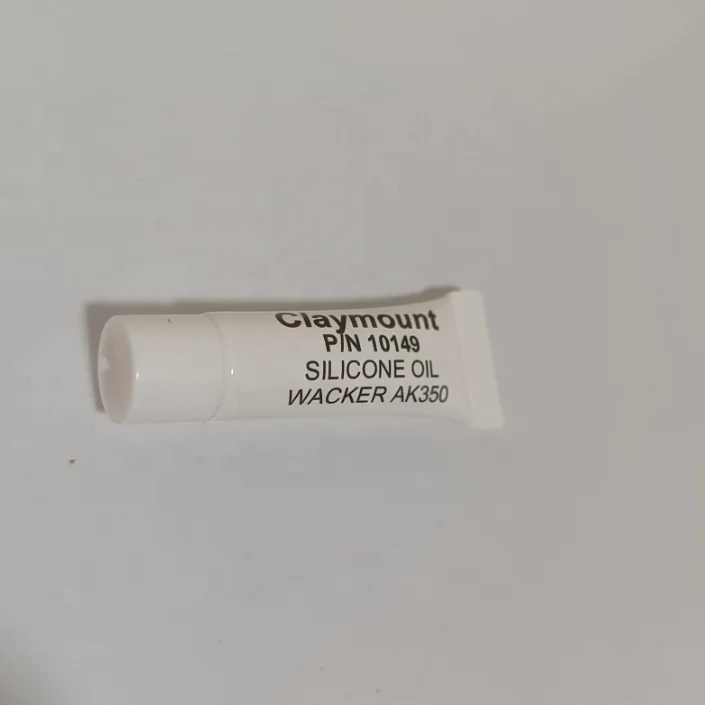 Claymount
P/N 10149
SILICONE OIL
WACKER AK350